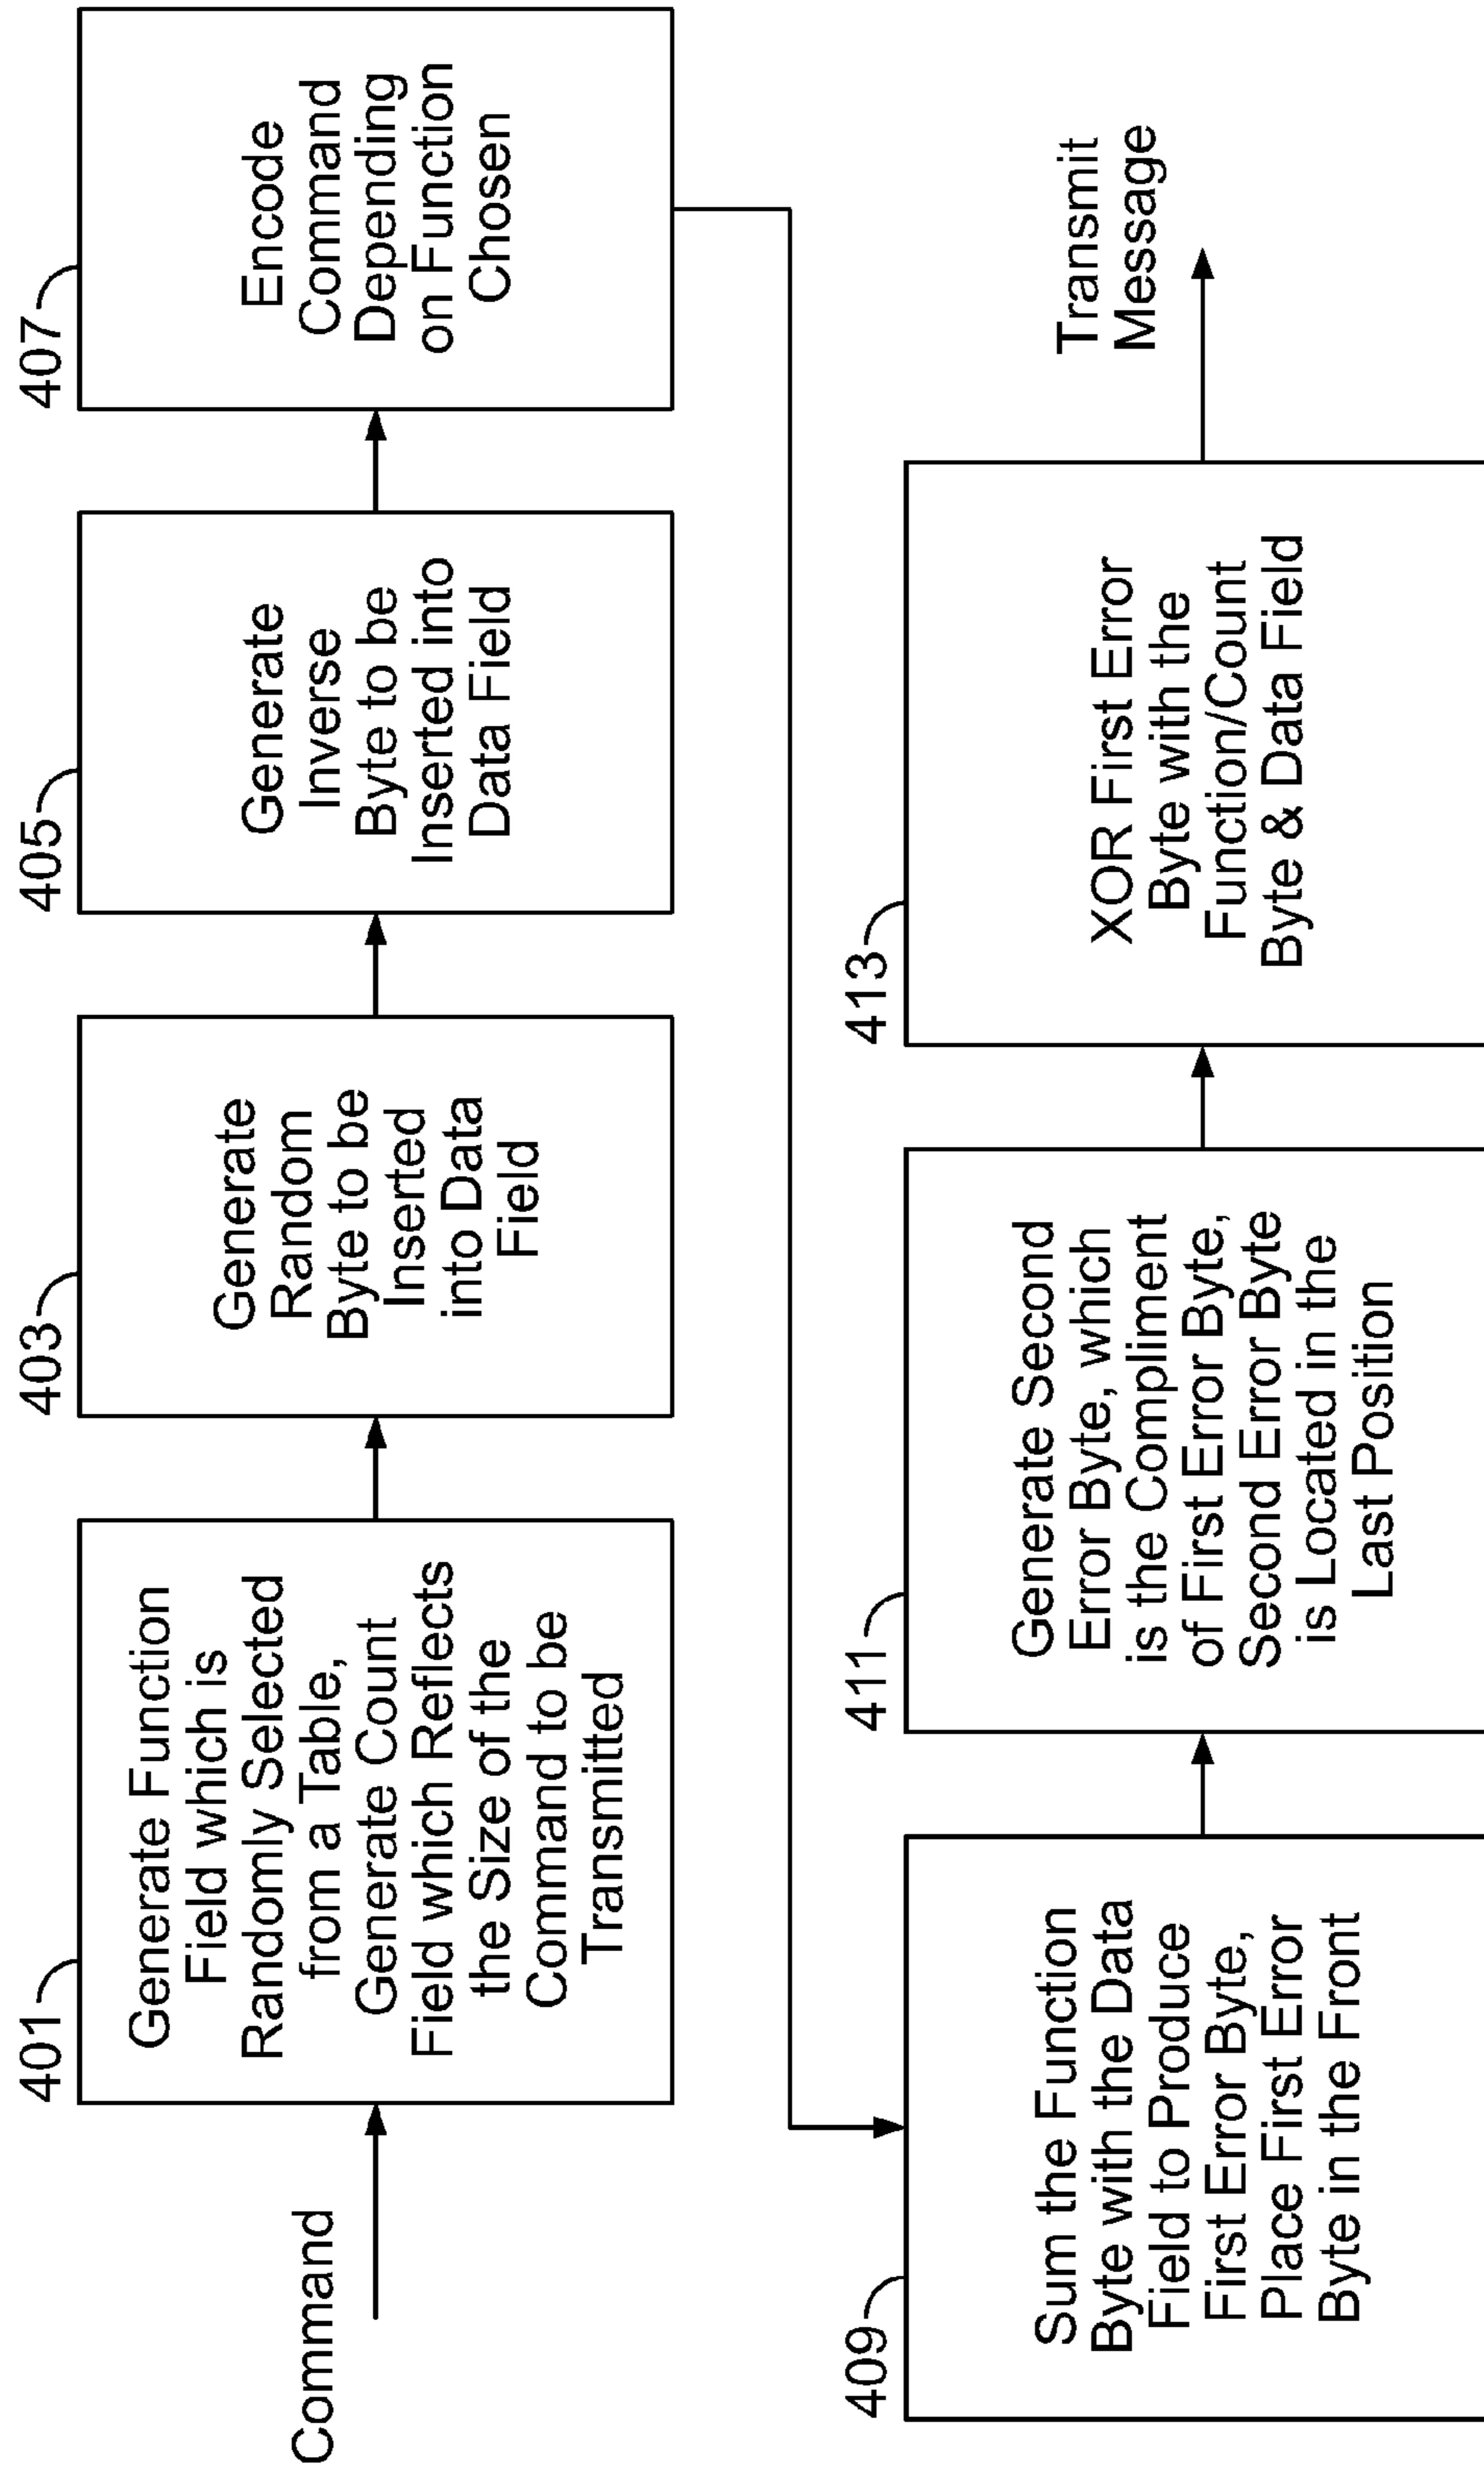 Command
401
Generate Function
Field which is
Randomly Selected
from a Table,
Generate Count
Field which Reflects
the Size of the
Command to be
Transmitted
403
Generate
Random
Byte to be
Inserted
into Data
Field
405
Generate
Inverse
Byte to be
Inserted into
Data Field
407
Encode
Command
Depending
on Function
Chosen
409
Sum the Function
Byte with the Data
Field to Produce
First Error Byte,
Place First Error
Byte in the Front
411
Generate Second
Error Byte, which
is the Compliment
of First Error Byte,
Second Error Byte
is Located in the
Last Position
413
XOR First Error
Byte with the
Function/Count
Byte & Data Field
Transmit
Message